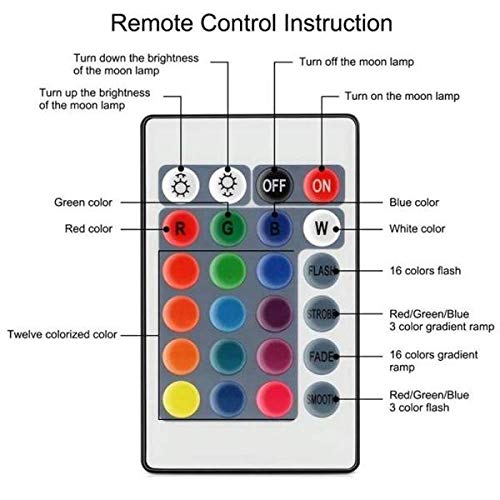 Remote Control Instruction
Turn down the brightness
of the moon lamp
Turn off the moon lamp
Turn up the brightness
of the moon lamp
Turn on the moon lamp
OFF
ON
Green color
Blue color
Red color
R
G
B
W
White color
FLASH
16 colors flash
STROBE
Red/Green/Blue
3 color gradient ramp
Twelve colorized color
FADE
16 colors gradient
ramp
SMOOTH
Red/Green/Blue
3 color flash